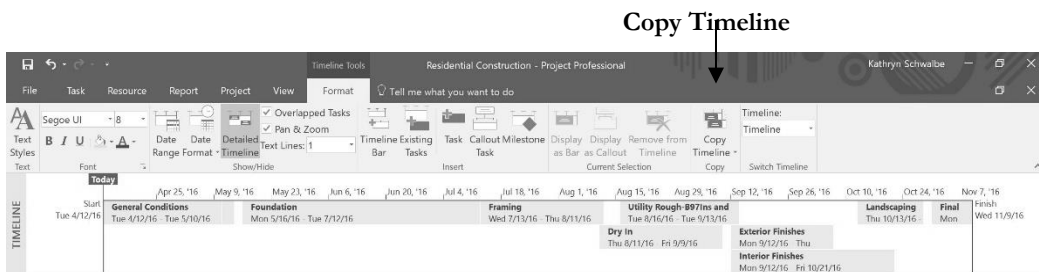 Copy Timeline
Timeline Tools
Residential Construction - Project Professional
Kathryn Schwalbe
File Task Resource Report Project View Format Tell me what you want to do
Segoe UI 8
B I U A
Text Styles
Text
Font
Date Range
Date Format
Detailed Timeline
Overlapped Tasks
Pan & Zoom
Text Lines: 1
Show/Hide
Timeline Bar
Existing Tasks
Task
Callout Task
Milestone
Insert
Display as Bar
Display as Callout
Remove from Timeline
Current Selection
Copy Timeline
Copy
Timeline:
Timeline
Switch Timeline
Today
Apr 25, '16 May 9, '16 May 23, '16 Jun 6, '16 Jun 20, '16 Jul 4, '16 Jul 18, '16 Aug 1, '16 Aug 15, '16 Aug 29, '16 Sep 12, '16 Sep 26, '16 Oct 10, '16 Oct 24, '16 Nov 7, '16
TIMELINE
Start
Tue 4/12/16
General Conditions
Tue 4/12/16 - Tue 5/10/16
Foundation
Mon 5/16/16 - Tue 7/12/16
Framing
Wed 7/13/16 - Thu 8/11/16
Utility Rough-B97Ins and
Tue 8/16/16 - Tue 9/13/16
Landscaping
Thu 10/13/16 -
Final
Mon
Finish
Wed 11/9/16
Dry In
Thu 8/11/16 Fri 9/9/16
Exterior Finishes
Mon 9/12/16 Thu
Interior Finishes
Mon 9/12/16 Fri 10/21/16